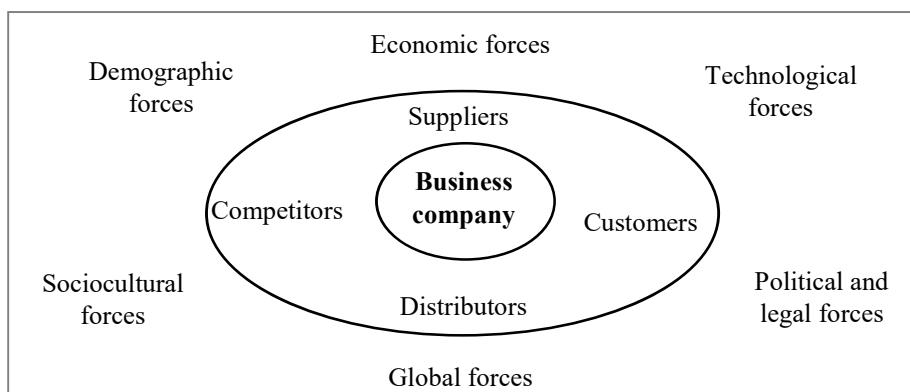 Economic forces
Demographic
forces
Technological
forces
Suppliers
Business
company
Competitors
Customers
Sociocultural
forces
Distributors
Political and
legal forces
Global forces